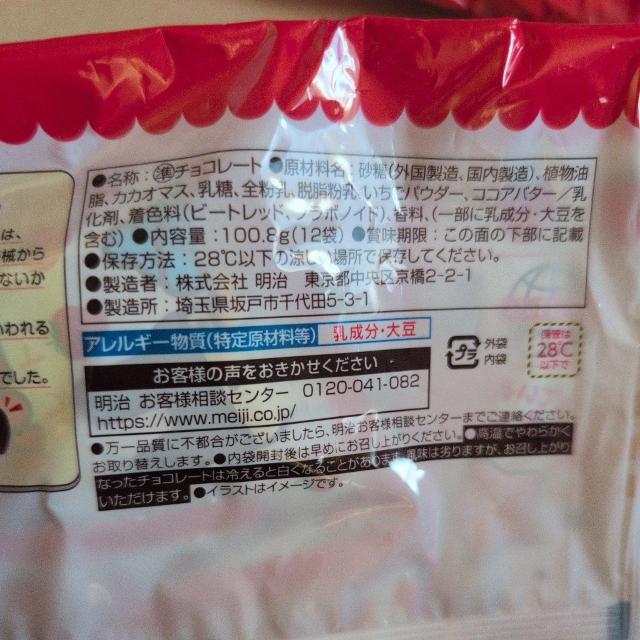 は、
械から
ないか
いわれる
でした。
●名称：㊣チョコレート ●原材料名：砂糖(外国製造、国内製造)、植物油
脂、カカオマス、乳糖、全粉乳、脱脂粉乳、いちごパウダー、ココアバター／乳
化剤、着色料(ビートレッド、フラボノイド)、香料、(一部に乳成分・大豆を
含む) ●内容量：100.8g(12袋) ●賞味期限：この面の下部に記載
●保存方法：28℃以下の涼しい場所で保存してください。
●製造者：株式会社 明治 東京都中央区京橋2-2-1
●製造所：埼玉県坂戸市千代田5-3-1
アレルギー物質(特定原材料等) 乳成分・大豆
お客様の声をおきかせください
明治 お客様相談センター 0120-041-082
https://www.meiji.co.jp/
プラ
外袋
内袋
保存は
28℃
以下で
●万一品質に不都合がございましたら、明治お客様相談センターまでご連絡ください。
お取り替えします。●内袋開封後は早めにお召し上がりください。●高温でやわらかく
なったチョコレートは冷えると白くなることがあります。風味は劣りますが、お召し上がり
いただけます。●イラストはイメージです。